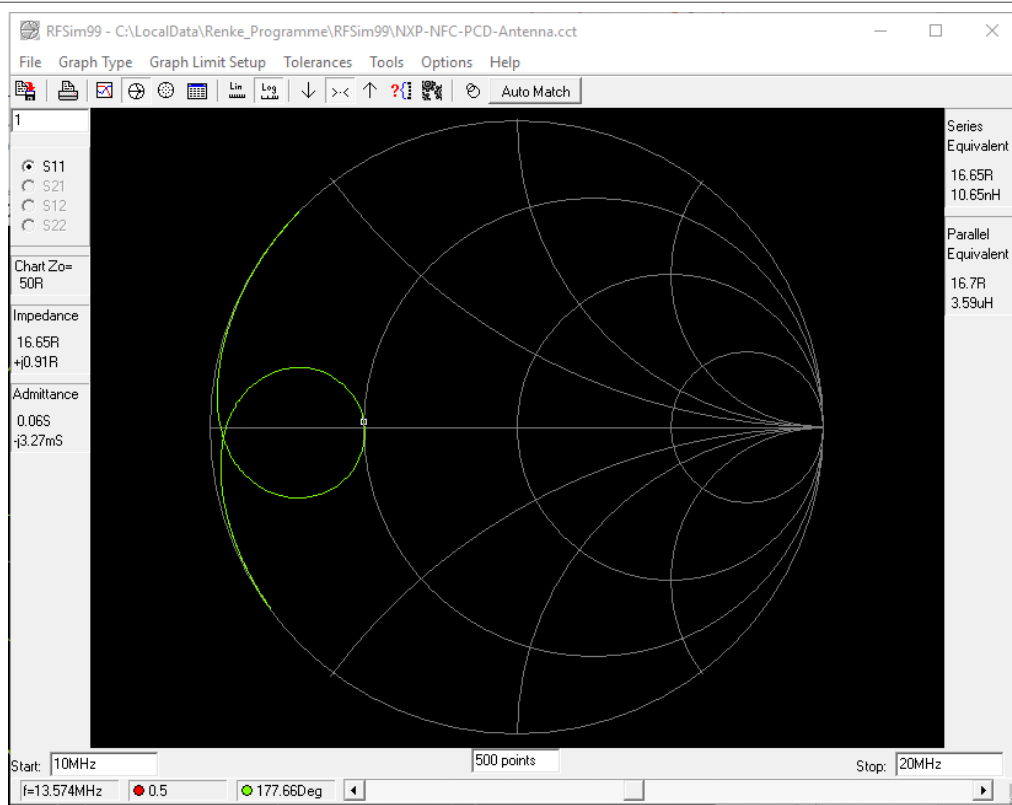 RFSim99 - C:\LocalData\Renke_Programme\RFSim99\NXP-NFC-PCD-Antenna.cct
File Graph Type Graph Limit Setup Tolerances Tools Options Help
Lin Log ?{} Auto Match
1
S11
S21
S12
S22
Chart Zo=
50R
Impedance
16.65R
+j0.91R
Admittance
0.06S
-j3.27mS
Series
Equivalent
16.65R
10.65nH
Parallel
Equivalent
16.7R
3.59uH
Start: 10MHz 500 points Stop: 20MHz
f=13.574MHz 0.5 177.66Deg